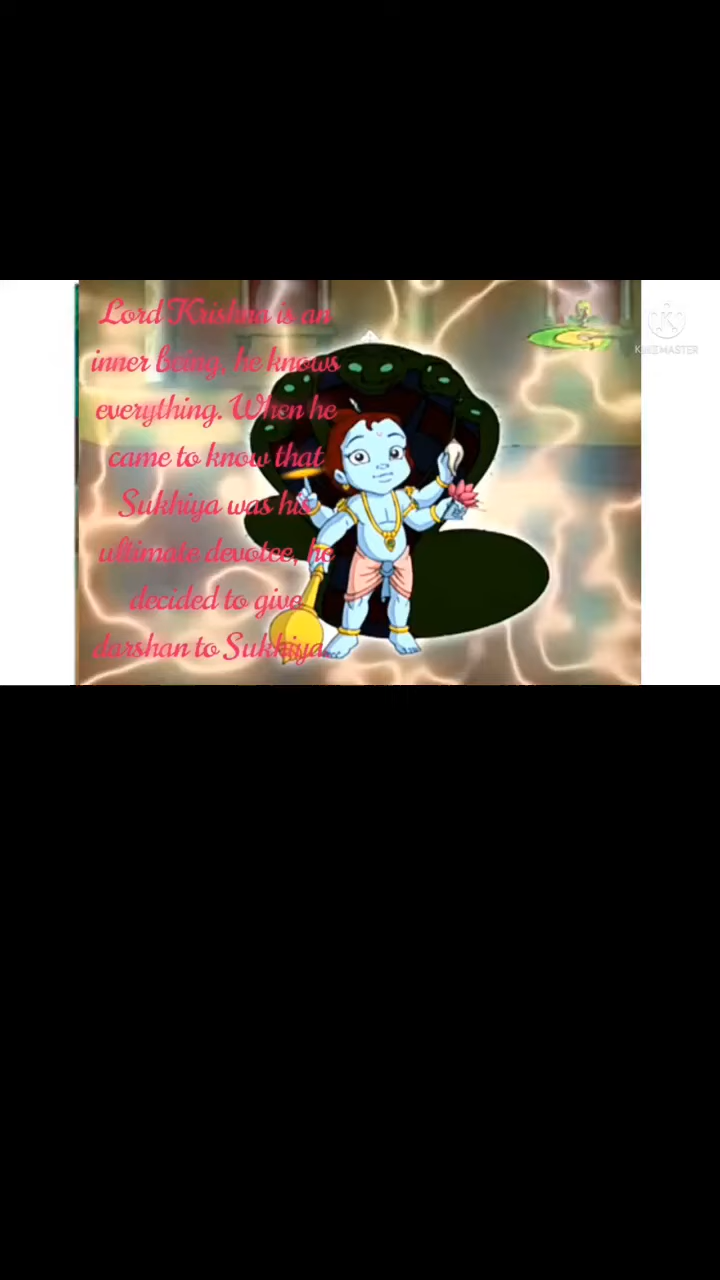 Lord Krishna is an
inner being, he knows
everything. When he
came to know that
Sukhiya was his
ultimate devotee, he
decided to give
darshan to Sukhiya...
KINEMASTER